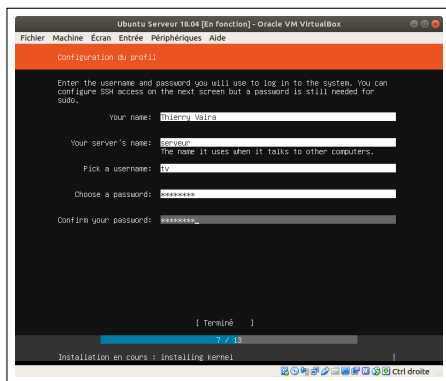 Ubuntu Serveur 18.04 [En fonction] - Oracle VM VirtualBox
Fichier Machine Écran Entrée Périphériques Aide
Configuration du profil
Enter the username and password you will use to log in to the system. You can
configure SSH access on the next screen but a password is still needed for
sudo.
Your name: Thierry Vaira
Your server's name: serveur
The name it uses when it talks to other computers.
Pick a username: tv
Choose a password: ********
Confirm your password: ********_
[ Terminé ]
7 / 13
Installation en cours : installing kernel |
Ctrl droite